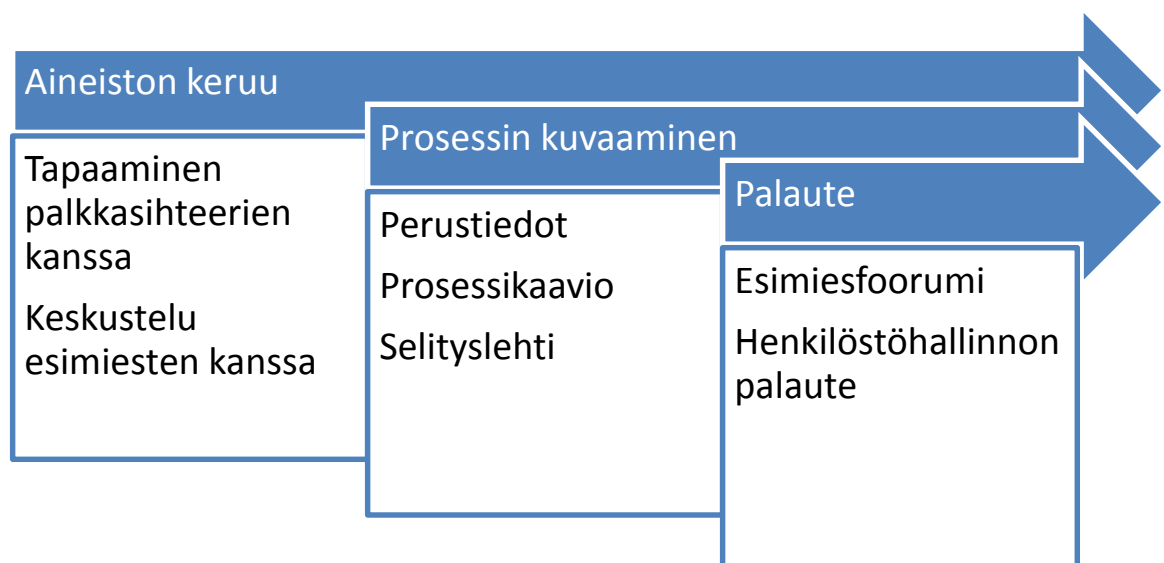 Aineiston keruu
Tapaaminen
palkkasihteerien
kanssa
Keskustelu
esimiesten kanssa
Prosessin kuvaaminen
Perustiedot
Prosessikaavio
Selityslehti
Palaute
Esimiesfoorumi
Henkilöstöhallinnon
palaute